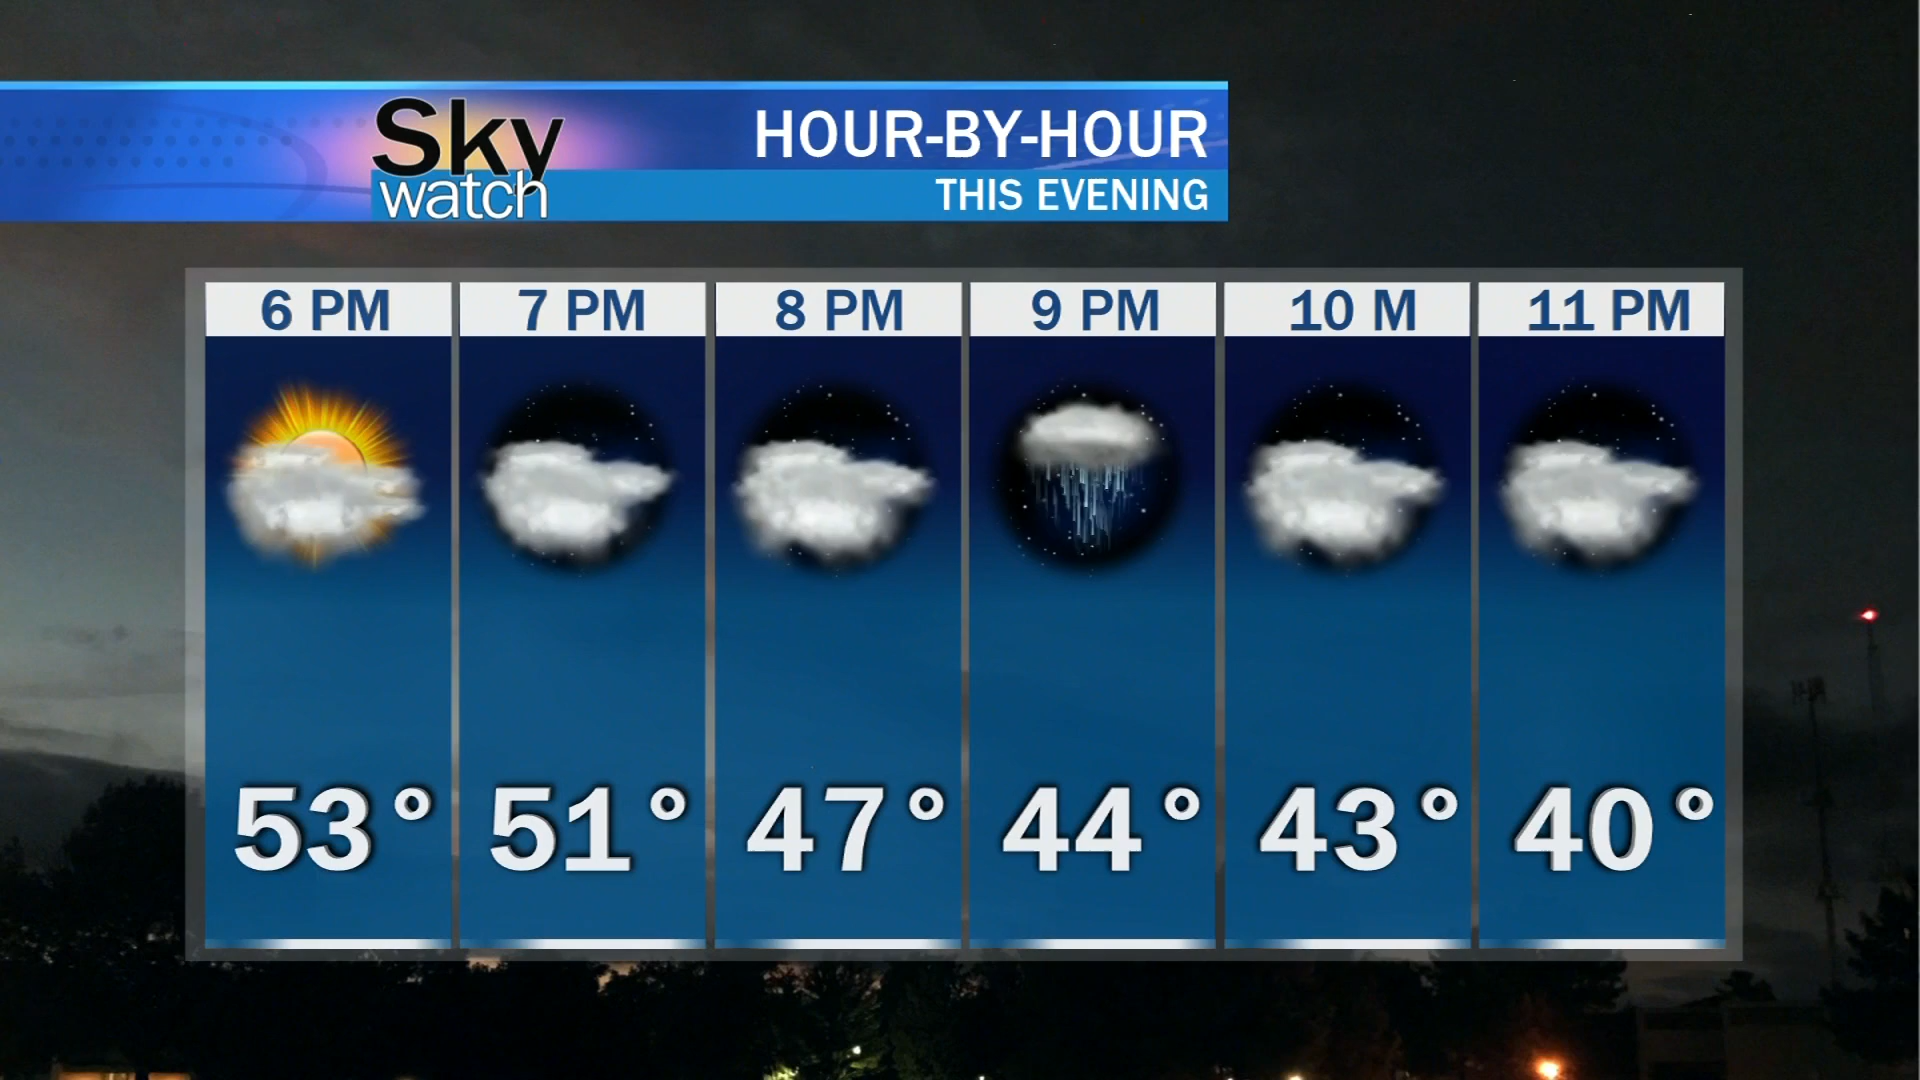 Sky
watch
HOUR-BY-HOUR
THIS EVENING
6 PM
7 PM
8 PM
9 PM
10 M
11 PM
53°
51°
47°
44°
43°
40°